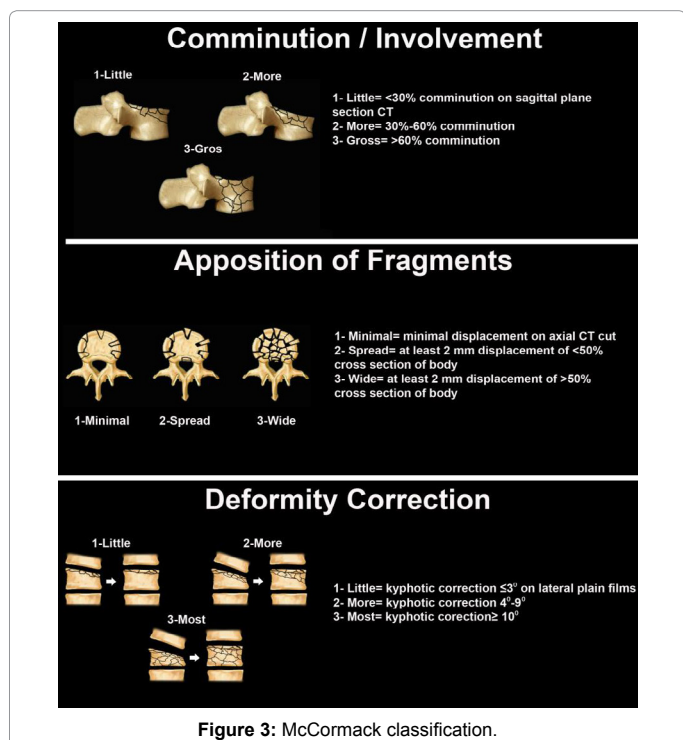 Comminution / Involvement
1-Little
2-More
3-Gros
1- Little= <30% comminution on sagittal plane
section CT
2- More= 30%-60% comminution
3- Gross= >60% comminution
Apposition of Fragments
1-Minimal
2-Spread
3-Wide
1- Minimal= minimal displacement on axial CT cut
2- Spread= at least 2 mm displacement of <50%
cross section of body
3- Wide= at least 2 mm displacement of >50%
cross section of body
Deformity Correction
1-Little
2-More
3-Most
1- Little= kyphotic correction ≤3⁰ on lateral plain films
2- More= kyphotic correction 4⁰-9⁰
3- Most= kyphotic corection≥ 10⁰
Figure 3: McCormack classification.